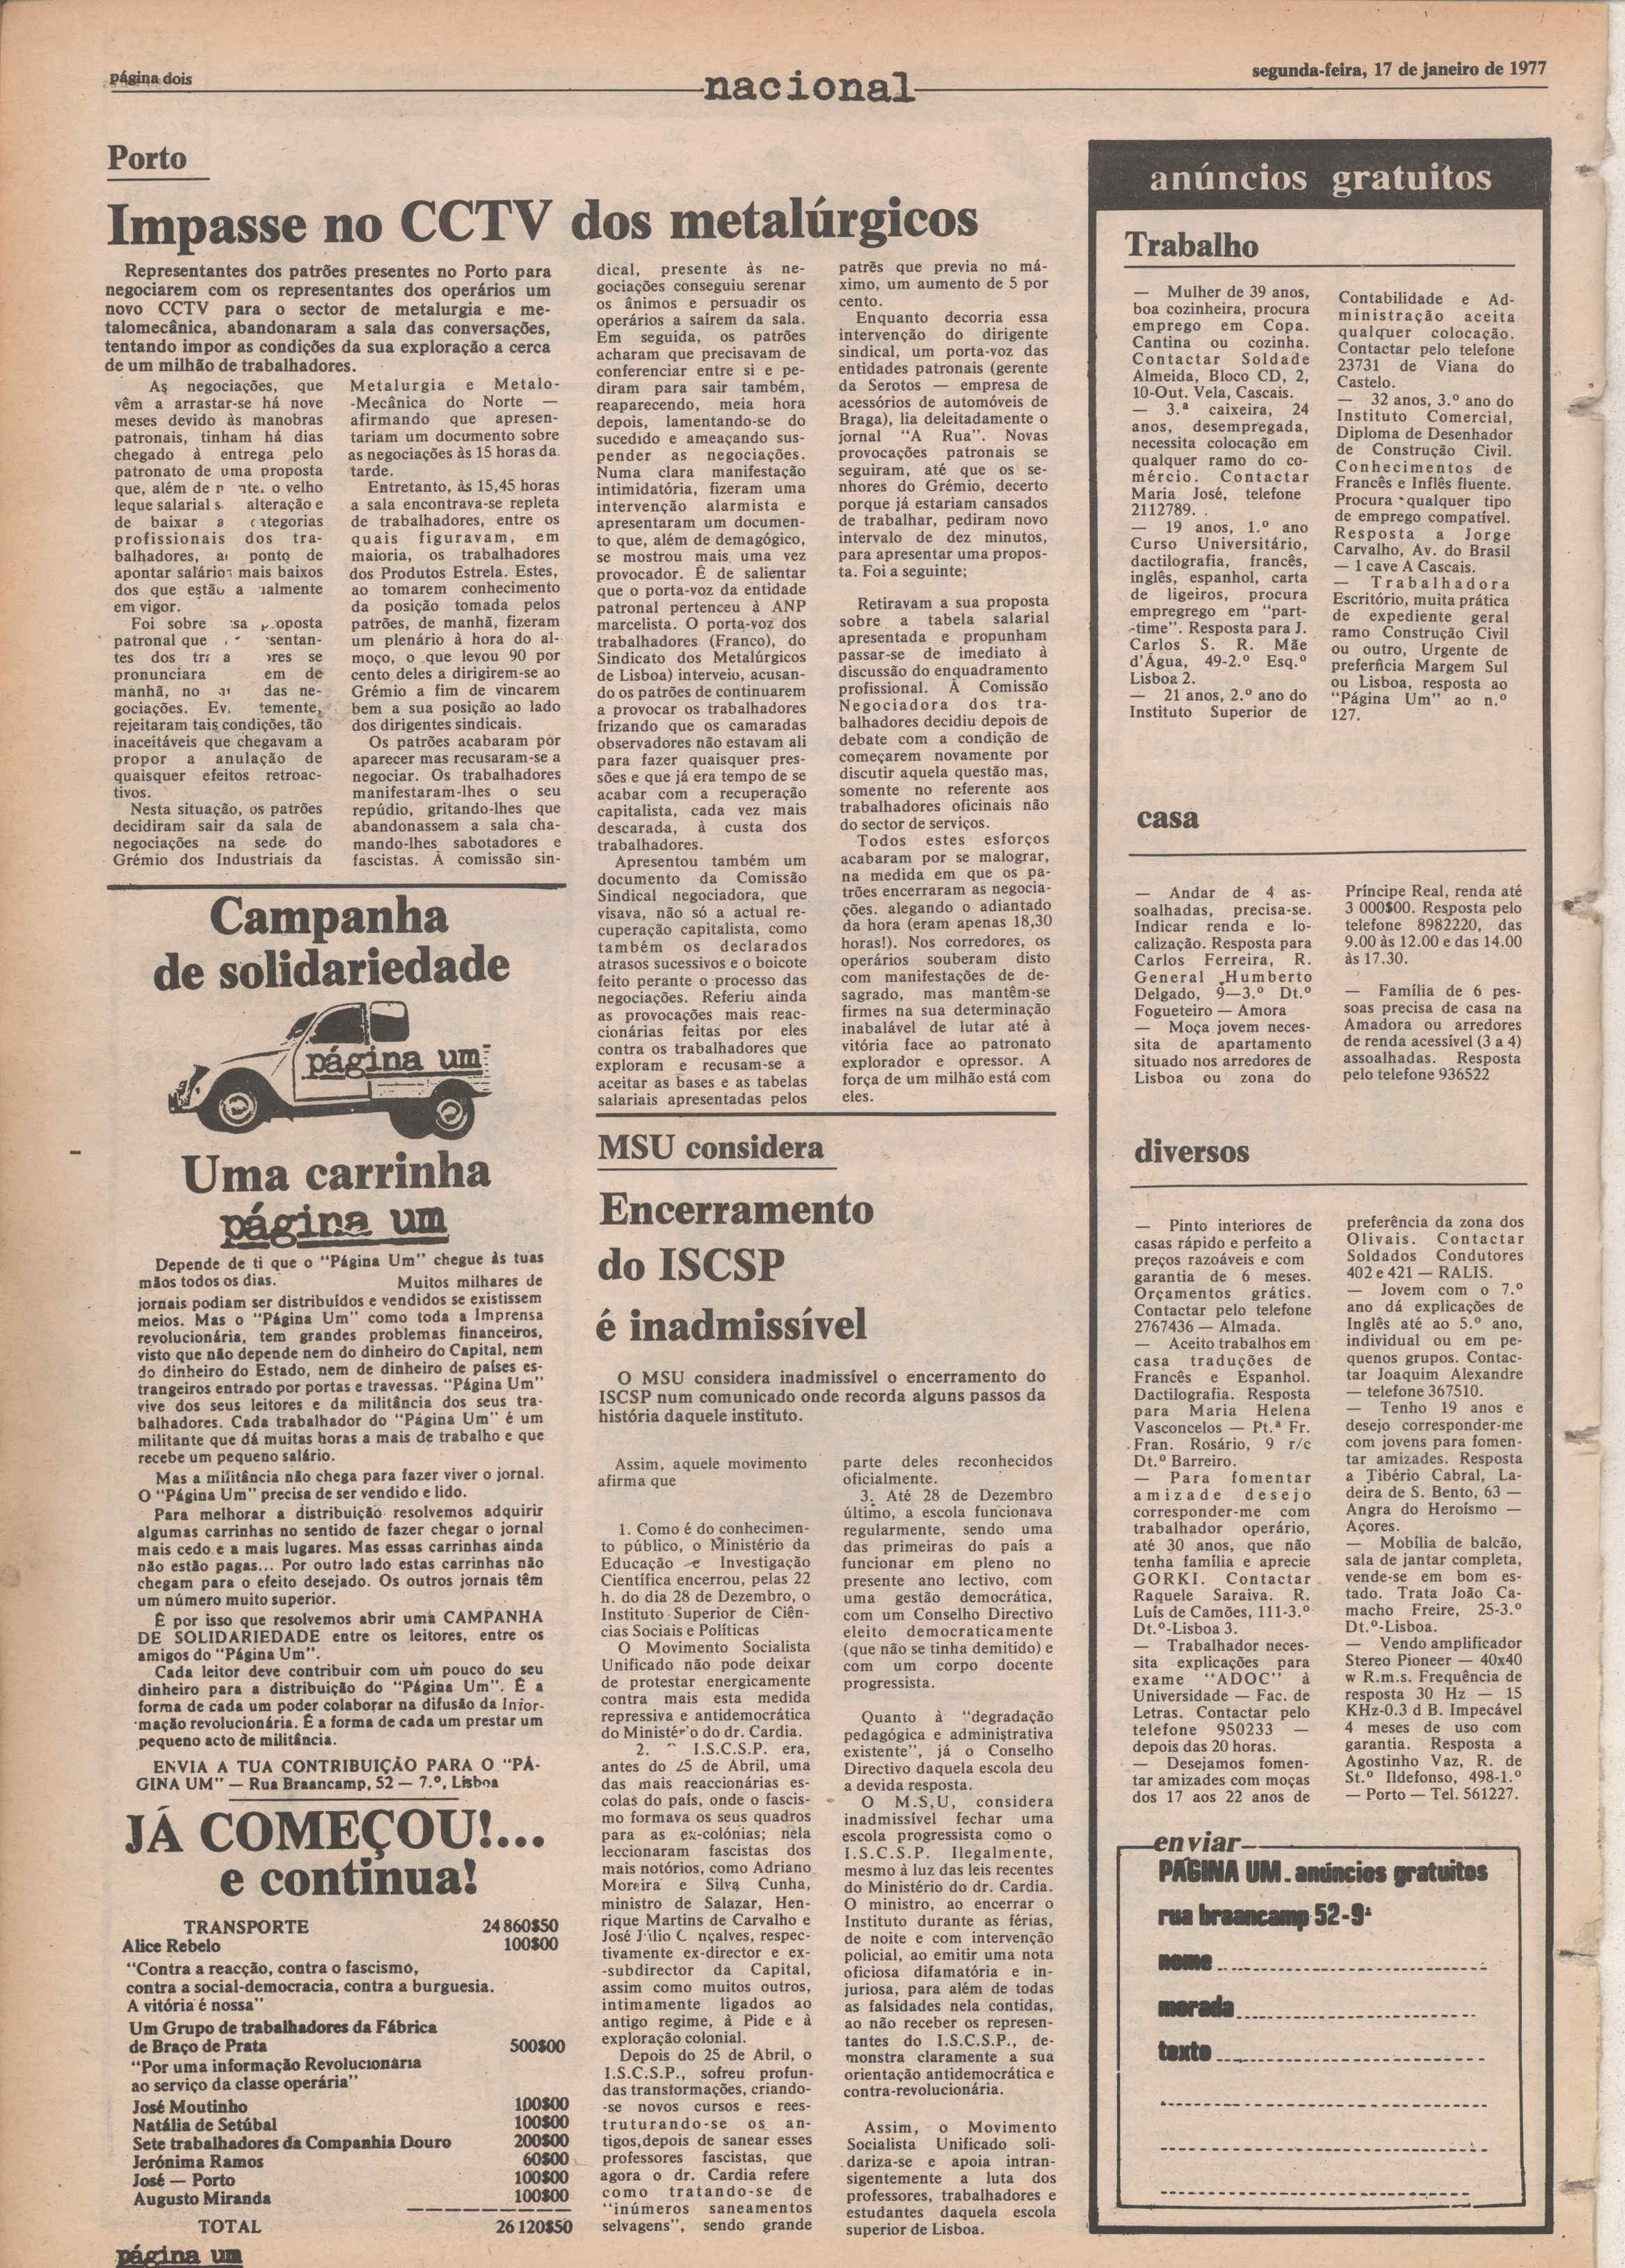 página dois
nacional
segunda-feira, 17 de janeiro de 1977
Porto
Impasse no CCTV dos metalúrgicos
Representantes dos patrões presentes no Porto para
negociarem com os representantes dos operários um
novo CCTV para o sector de metalurgia e me-
talomecânica, abandonaram a sala das conversações,
tentando impor as condições da sua exploração a cerca
de um milhão de trabalhadores.
As negociações, que
vêm a arrastar-se há nove
meses devido às manobras
patronais, tinham há dias
chegado à entrega pelo
patronato de uma proposta
que, além de o velho
leque salarial alteração e
de baixar a categorias
profissionais dos tra-
balhadores, ao ponto de
apontar salários mais baixos
dos que estão a
em vigor.
Foi sobre
patronal que
tes dos se
pronunciara em de
manhã, no das ne-
gociações.
rejeitaram tais condições, tão
inaceitáveis que chegavam a
propor a anulação de
quaisquer efeitos retroac-
tivos.
Nesta situação, os patrões
decidiram sair da sala de
negociações na sede do
Grémio dos Industriais da
Metalurgia e Metalo-
-Mecânica do Norte —
afirmando que apresen-
tariam um documento sobre
as negociações às 15 horas da
tarde.
Entretanto, às 15,45 horas
a sala encontrava-se repleta
de trabalhadores, entre os
quais figuravam, em
maioria, os trabalhadores
dos Produtos Estrela. Estes,
ao tomarem conhecimento
da posição tomada pelos
patrões, de manhã, fizeram
um plenário à hora do al-
moço, o que levou 90 por
cento deles a dirigirem-se ao
Grémio a fim de vincarem
bem a sua posição ao lado
dos dirigentes sindicais.
Os patrões acabaram por
aparecer mas recusaram-se a
negociar. Os trabalhadores
manifestaram-lhes o seu
repúdio, gritando-lhes que
abandonassem a sala cha-
mando-lhes sabotadores e
fascistas. À comissão sin-
dical, presente às ne-
gociações conseguiu serenar
os ânimos e persuadir os
operários a saírem da sala.
Em seguida, os patrões
acharam que precisavam de
conferenciar entre si e pe-
diram para sair também,
reaparecendo, meia hora
depois, lamentando-se do
sucedido e ameaçando sus-
pender as negociações.
Numa clara manifestação
intimidatória, fizeram uma
intervenção alarmista e
apresentaram um documen-
to que, além de demagógico,
se mostrou mais uma vez
provocador. É de salientar
que o porta-voz da entidade
patronal pertenceu à ANP
marcelista. O porta-voz dos
trabalhadores (Franco), do
Sindicato dos Metalúrgicos
de Lisboa) interveio, acusan-
do os patrões de continuarem
a provocar os trabalhadores
frizando que os camaradas
observadores não estavam ali
para fazer quaisquer pres-
sões e que já era tempo de se
acabar com a recuperação
capitalista, cada vez mais
descarada, à custa dos
trabalhadores.
Apresentou também um
documento da Comissão
Sindical negociadora, que
visava, não só a actual re-
cuperação capitalista, como
também os declarados
atrasos sucessivos e o boicote
feito perante o processo das
negociações. Referiu ainda
as provocações mais reac-
cionárias feitas por eles
contra os trabalhadores que
exploram e recusam-se a
aceitar as bases e as tabelas
salariais apresentadas pelos
patrês que previa no má-
ximo, um aumento de 5 por
cento.
Enquanto decorria essa
intervenção do dirigente
sindical, um porta-voz das
entidades patronais (gerente
da Serotos — empresa de
acessórios de automóveis de
Braga), lia deleitadamente o
jornal "A Rua". Novas
provocações patronais se
seguiram, até que os se-
nhores do Grémio, decerto
porque já estariam cansados
de trabalhar, pediram novo
intervalo de dez minutos,
para apresentar uma propos-
ta. Foi a seguinte;
Retiravam a sua proposta
sobre a tabela salarial
apresentada e propunham
passar-se de imediato à
discussão do enquadramento
profissional. À Comissão
Negociadora dos tra-
balhadores decidiu depois de
debate com a condição de
começarem novamente por
discutir aquela questão mas,
somente no referente aos
trabalhadores oficinais não
do sector de serviços.
Todos estes esforços
acabaram por se malograr,
na medida em que os pa-
trões encerraram as negocia-
ções. alegando o adiantado
da hora (eram apenas 18,30
horas!). Nos corredores, os
operários souberam disto
com manifestações de de-
sagrado, mas mantêm-se
firmes na sua determinação
inabalável de lutar até à
vitória face ao patronato
explorador e opressor. A
força de um milhão está com
eles.
Campanha
de solidariedade
página um
Uma carrinha
página um
Depende de ti que o "Página Um" chegue às tuas
mãos todos os dias. Muitos milhares de
jornais podiam ser distribuídos e vendidos se existissem
meios. Mas o "Página Um" como toda a Imprensa
revolucionária, tem grandes problemas financeiros,
visto que não depende nem do dinheiro do Capital, nem
do dinheiro do Estado, nem de dinheiro de países es-
trangeiros entrado por portas e travessas. "Página Um"
vive dos seus leitores e da militância dos seus tra-
balhadores. Cada trabalhador do "Página Um" é um
militante que dá muitas horas a mais de trabalho e que
recebe um pequeno salário.
Mas a militância não chega para fazer viver o jornal.
O "Página Um" precisa de ser vendido e lido.
Para melhorar a distribuição resolvemos adquirir
algumas carrinhas no sentido de fazer chegar o jornal
mais cedo e a mais lugares. Mas essas carrinhas ainda
não estão pagas... Por outro lado estas carrinhas não
chegam para o efeito desejado. Os outros jornais têm
um número muito superior.
É por isso que resolvemos abrir uma CAMPANHA
DE SOLIDARIEDADE entre os leitores, entre os
amigos do "Página Um".
Cada leitor deve contribuir com um pouco do seu
dinheiro para a distribuição do "Página Um". É a
forma de cada um poder colaborar na difusão da Infor-
mação revolucionária. É a forma de cada um prestar um
pequeno acto de militância.
ENVIA A TUA CONTRIBUIÇÃO PARA O "PÁ-
GINA UM" — Rua Braancamp, 52 — 7.º, Lisboa
JÁ COMEÇOU!...
e continua!
TRANSPORTE 24 860$50
Alice Rebelo 100$00
"Contra a reacção, contra o fascismo,
contra a social-democracia, contra a burguesia.
A vitória é nossa"
Um Grupo de trabalhadores da Fábrica
de Braço de Prata 500$00
"Por uma informação Revolucionária
ao serviço da classe operária"
José Moutinho 100$00
Natália de Setúbal 100$00
Sete trabalhadores da Companhia Douro 200$00
Jerónima Ramos 60$00
José — Porto 100$00
Augusto Miranda 100$00
TOTAL 26 120$50
página um
MSU considera
Encerramento
do ISCSP
é inadmissível
O MSU considera inadmissível o encerramento do
ISCSP num comunicado onde recorda alguns passos da
história daquele instituto.
Assim, aquele movimento
afirma que
1. Como é do conhecimen-
to público, o Ministério da
Educação e Investigação
Científica encerrou, pelas 22
h. do dia 28 de Dezembro, o
Instituto Superior de Ciên-
cias Sociais e Políticas
O Movimento Socialista
Unificado não pode deixar
de protestar energicamente
contra mais esta medida
repressiva e antidemocrática
do Ministério do dr. Cardia.
2. I.S.C.S.P. era,
antes do 25 de Abril, uma
das mais reaccionárias es-
colas do país, onde o fascis-
mo formava os seus quadros
para as ex-colónias; nela
leccionaram fascistas dos
mais notórios, como Adriano
Moreira e Silva Cunha,
ministro de Salazar, Hen-
rique Martins de Carvalho e
José Júlio Gonçalves, respec-
tivamente ex-director e ex-
-subdirector da Capital,
assim como muitos outros,
intimamente ligados ao
antigo regime, à Pide e à
exploração colonial.
Depois do 25 de Abril, o
I.S.C.S.P., sofreu profun-
das transformações, criando-
-se novos cursos e rees-
truturando-se os an-
tigos,depois de sanear esses
professores fascistas, que
agora o dr. Cardia refere
como tratando-se de
"inúmeros saneamentos
selvagens", sendo grande
parte deles reconhecidos
oficialmente.
3. Até 28 de Dezembro
último, a escola funcionava
regularmente, sendo uma
das primeiras do país a
funcionar em pleno no
presente ano lectivo, com
uma gestão democrática,
com um Conselho Directivo
eleito democraticamente
(que não se tinha demitido) e
com um corpo docente
progressista.
Quanto à "degradação
pedagógica e administrativa
existente", já o Conselho
Directivo daquela escola deu
a devida resposta.
O M.S,U, considera
inadmissível fechar uma
escola progressista como o
I.S.C.S.P. Ilegalmente,
mesmo à luz das leis recentes
do Ministério do dr. Cardia.
O ministro, ao encerrar o
Instituto durante as férias,
de noite e com intervenção
policial, ao emitir uma nota
oficiosa difamatória e in-
juriosa, para além de todas
as falsidades nela contidas,
ao não receber os represen-
tantes do I.S.C.S.P., de-
monstra claramente a sua
orientação antidemocrática e
contra-revolucionária.
Assim, o Movimento
Socialista Unificado soli-
dariza-se e apoia intran-
sigentemente a luta dos
professores, trabalhadores e
estudantes daquela escola
superior de Lisboa.
anúncios gratuitos
Trabalho
— Mulher de 39 anos,
boa cozinheira, procura
emprego em Copa.
Cantina ou cozinha.
Contactar Soldade
Almeida, Bloco CD, 2,
10-Out. Vela, Cascais.
— 3.ª caixeira, 24
anos, desempregada,
necessita colocação em
qualquer ramo do co-
mércio. Contactar
Maria José, telefone
2112789.
— 19 anos, 1.º ano
Curso Universitário,
dactilografia, francês,
inglês, espanhol, carta
de ligeiros, procura
empregrego em "part-
-time". Resposta para J.
Carlos S. R. Mãe
d'Água, 49-2.º Esq.º
Lisboa 2.
— 21 anos, 2.º ano do
Instituto Superior de
Contabilidade e Ad-
ministração aceita
qualquer colocação.
Contactar pelo telefone
23731 de Viana do
Castelo.
— 32 anos, 3.º ano do
Instituto Comercial,
Diploma de Desenhador
de Construção Civil.
Conhecimentos de
Francês e Inflês fluente.
Procura qualquer tipo
de emprego compatível.
Resposta a Jorge
Carvalho, Av. do Brasil
— 1 cave A Cascais.
— Trabalhadora
Escritório, muita prática
de expediente geral
ramo Construção Civil
ou outro, Urgente de
preferficia Margem Sul
ou Lisboa, resposta ao
"Página Um" ao n.º
127.
casa
— Andar de 4 as-
soalhadas, precisa-se.
Indicar renda e lo-
calização. Resposta para
Carlos Ferreira, R.
General Humberto
Delgado, 9—3.º Dt.º
Fogueteiro — Amora
— Moça jovem neces-
sita de apartamento
situado nos arredores de
Lisboa ou zona do
Príncipe Real, renda até
3 000$00. Resposta pelo
telefone 8982220, das
9.00 às 12.00 e das 14.00
às 17.30.
— Família de 6 pes-
soas precisa de casa na
Amadora ou arredores
de renda acessível (3 a 4)
assoalhadas. Resposta
pelo telefone 936522
diversos
— Pinto interiores de
casas rápido e perfeito a
preços razoáveis e com
garantia de 6 meses.
Orçamentos grátics.
Contactar pelo telefone
2767436 — Almada.
— Aceito trabalhos em
casa traduções de
Francês e Espanhol.
Dactilografia. Resposta
para Maria Helena
Vasconcelos — Pt.ª Fr.
Fran. Rosário, 9 r/c
Dt.º Barreiro.
— Para fomentar
amizade desejo
corresponder-me com
trabalhador operário,
até 30 anos, que não
tenha família e aprecie
GORKI. Contactar
Raquele Saraiva. R.
Luís de Camões, 111-3.º
Dt.º-Lisboa 3.
— Trabalhador neces-
sita explicações para
exame "ADOC" à
Universidade — Fac. de
Letras. Contactar pelo
telefone 950233 —
depois das 20 horas.
— Desejamos fomen-
tar amizades com moças
dos 17 aos 22 anos de
preferência da zona dos
Olivais. Contactar
Soldados Condutores
402 e 421 — RALIS.
— Jovem com o 7.º
ano dá explicações de
Inglês até ao 5.º ano,
individual ou em pe-
quenos grupos. Contac-
tar Joaquim Alexandre
— telefone 367510.
— Tenho 19 anos e
desejo corresponder-me
com jovens para fomen-
tar amizades. Resposta
a Tibério Cabral, La-
deira de S. Bento, 63 —
Angra do Heroísmo —
Açores.
— Mobília de balcão,
sala de jantar completa,
vende-se em bom es-
tado. Trata João Ca-
macho Freire, 25-3.º
Dt.º-Lisboa.
— Vendo amplificador
Stereo Pioneer — 40x40
w R.m.s. Frequência de
resposta 30 Hz — 15
KHz-0.3 d B. Impecável
4 meses de uso com
garantia. Resposta a
Agostinho Vaz, R. de
St.º Ildefonso, 498-1.º
— Porto — Tel. 561227.
enviar
PAGINA UM . anúncios gratuitos
rua braancamp 52-9º
nome
morada
texto